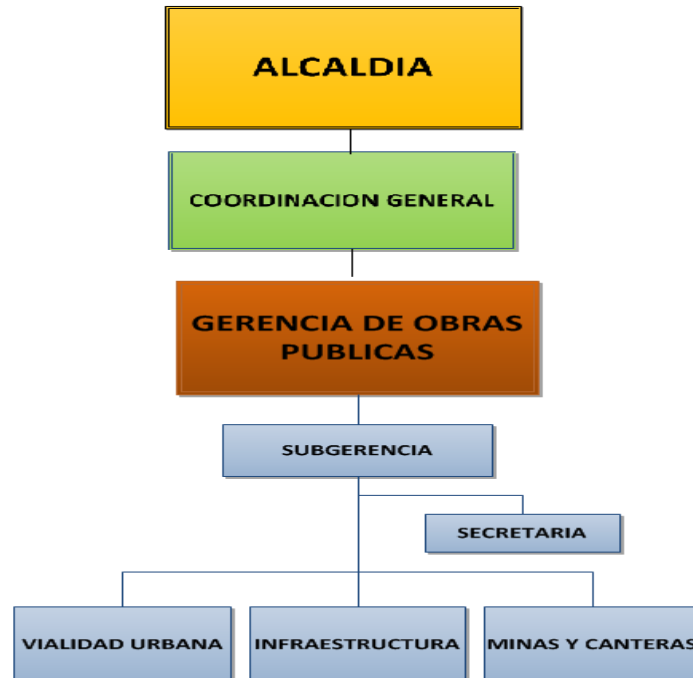 ALCALDIA
COORDINACION GENERAL
GERENCIA DE OBRAS
PUBLICAS
SUBGERENCIA
SECRETARIA
VIALIDAD URBANA
INFRAESTRUCTURA
MINAS Y CANTERAS